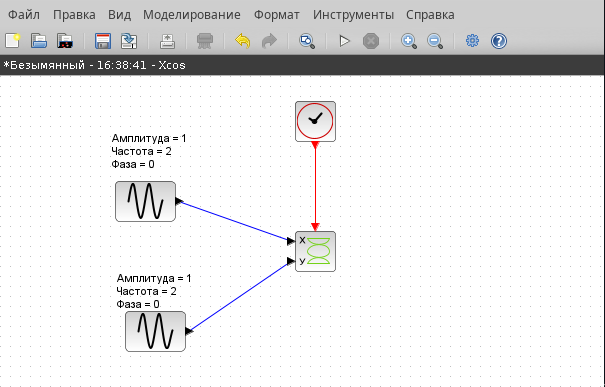 Файл Правка Вид Моделирование Формат Инструменты Справка
*Безымянный - 16:38:41 - Xcos
Амплитуда = 1
Частота = 2
Фаза = 0
X
У
Амплитуда = 1
Частота = 2
Фаза = 0